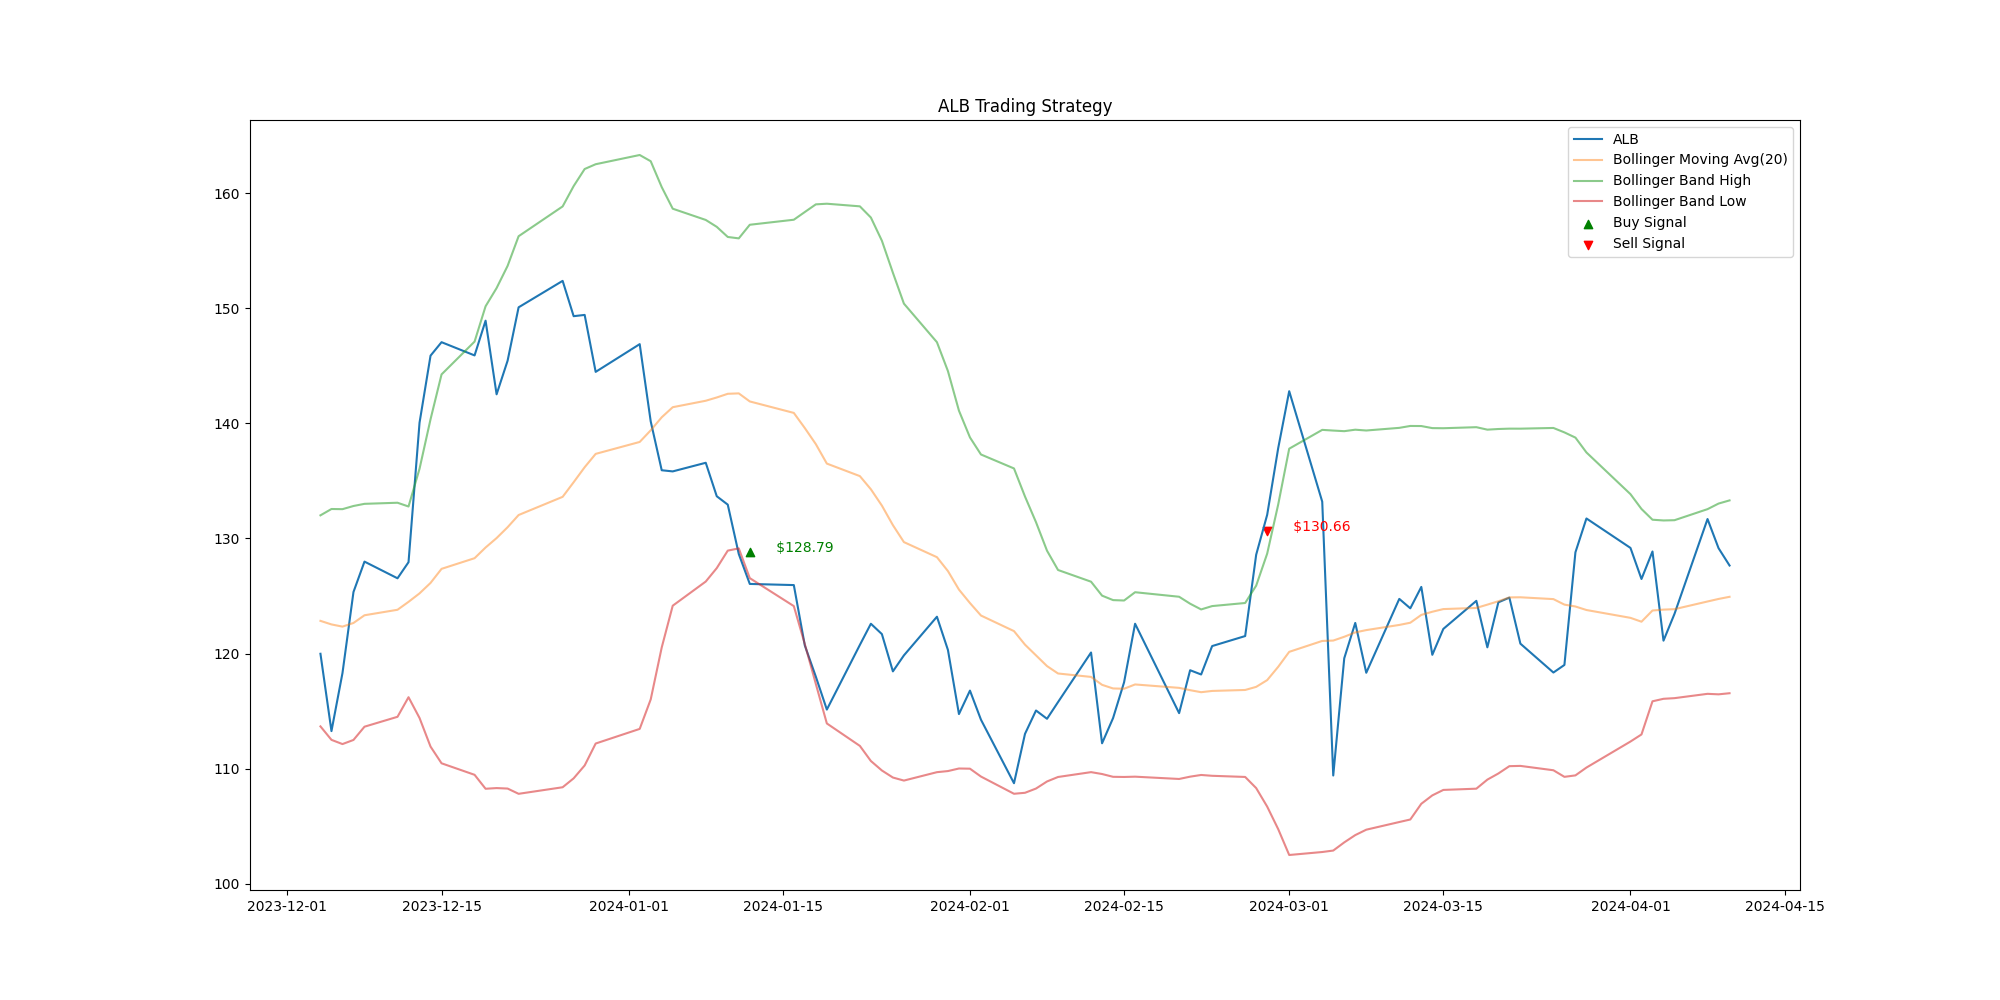 ALB Trading Strategy
ALB
Bollinger Moving Avg(20)
Bollinger Band High
Bollinger Band Low
Buy Signal
Sell Signal
160
150
140
130
120
110
100
$128.79
$130.66
2023-12-01 2023-12-15 2024-01-01 2024-01-15 2024-02-01 2024-02-15 2024-03-01 2024-03-15 2024-04-01 2024-04-15